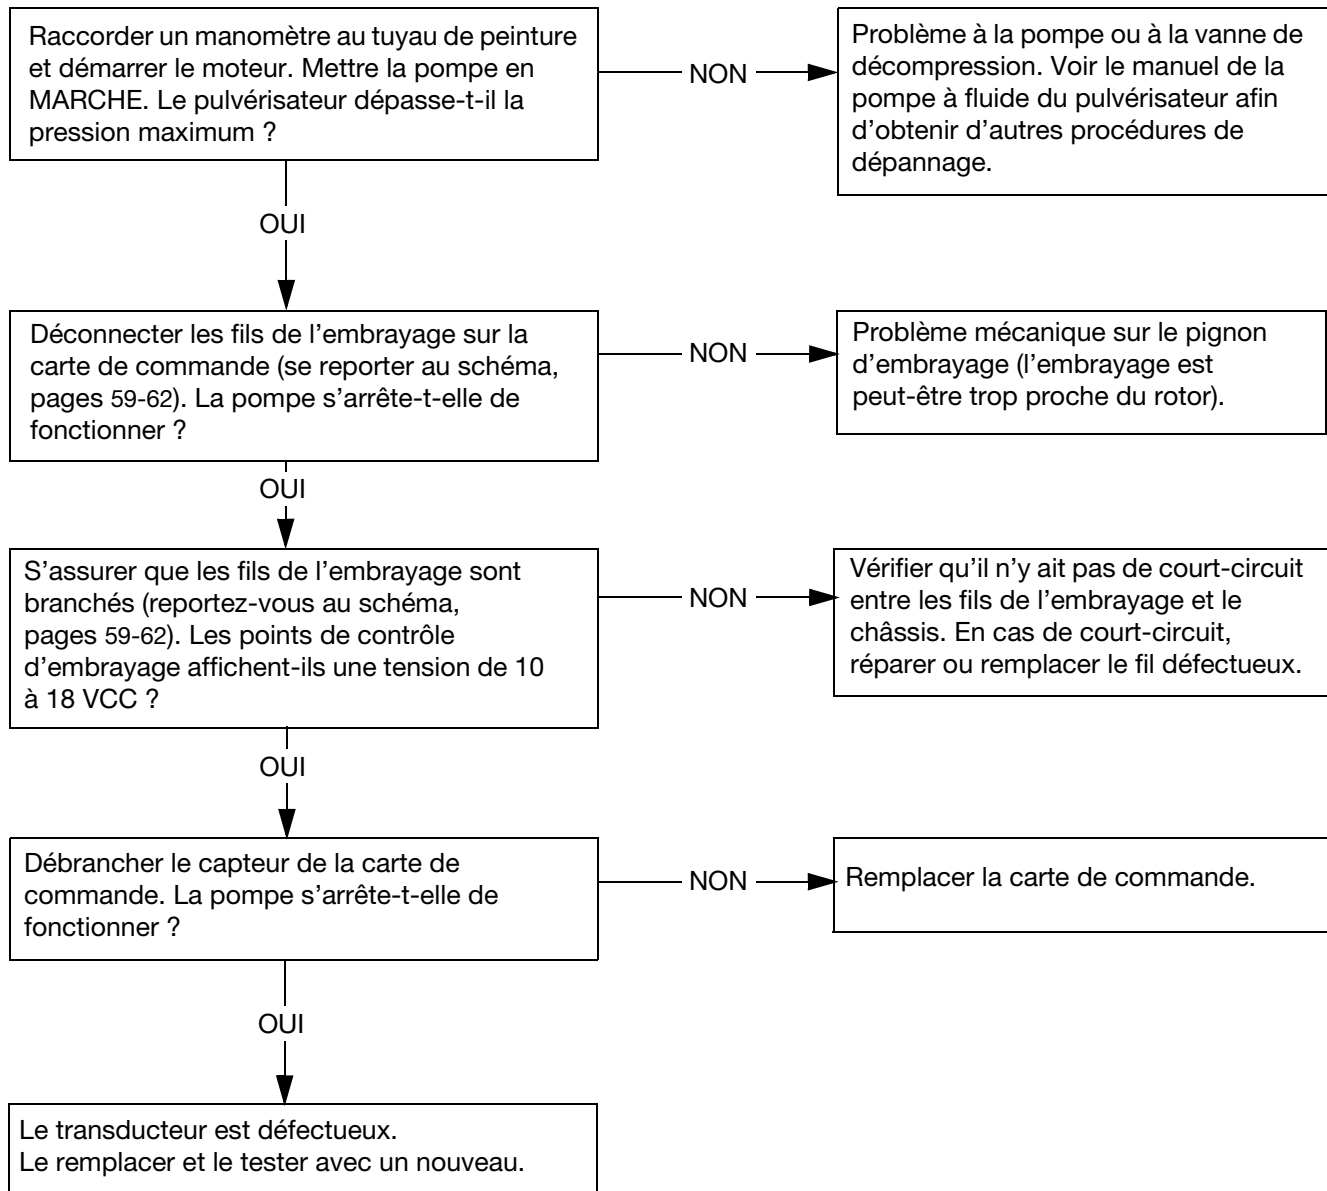 Raccorder un manomètre au tuyau de peinture
et démarrer le moteur. Mettre la pompe en
MARCHE. Le pulvérisateur dépasse-t-il la
pression maximum ?
NON
Problème à la pompe ou à la vanne de
décompression. Voir le manuel de la
pompe à fluide du pulvérisateur afin
d'obtenir d'autres procédures de
dépannage.
OUI
Déconnecter les fils de l'embrayage sur la
carte de commande (se reporter au schéma,
pages 59-62). La pompe s'arrête-t-elle de
fonctionner ?
NON
Problème mécanique sur le pignon
d'embrayage (l'embrayage est
peut-être trop proche du rotor).
OUI
S'assurer que les fils de l'embrayage sont
branchés (reportez-vous au schéma,
pages 59-62). Les points de contrôle
d'embrayage affichent-ils une tension de 10
à 18 VCC ?
NON
Vérifier qu'il n'y ait pas de court-circuit
entre les fils de l'embrayage et le
châssis. En cas de court-circuit,
réparer ou remplacer le fil défectueux.
OUI
Débrancher le capteur de la carte de
commande. La pompe s'arrête-t-elle de
fonctionner ?
NON
Remplacer la carte de commande.
OUI
Le transducteur est défectueux.
Le remplacer et le tester avec un nouveau.